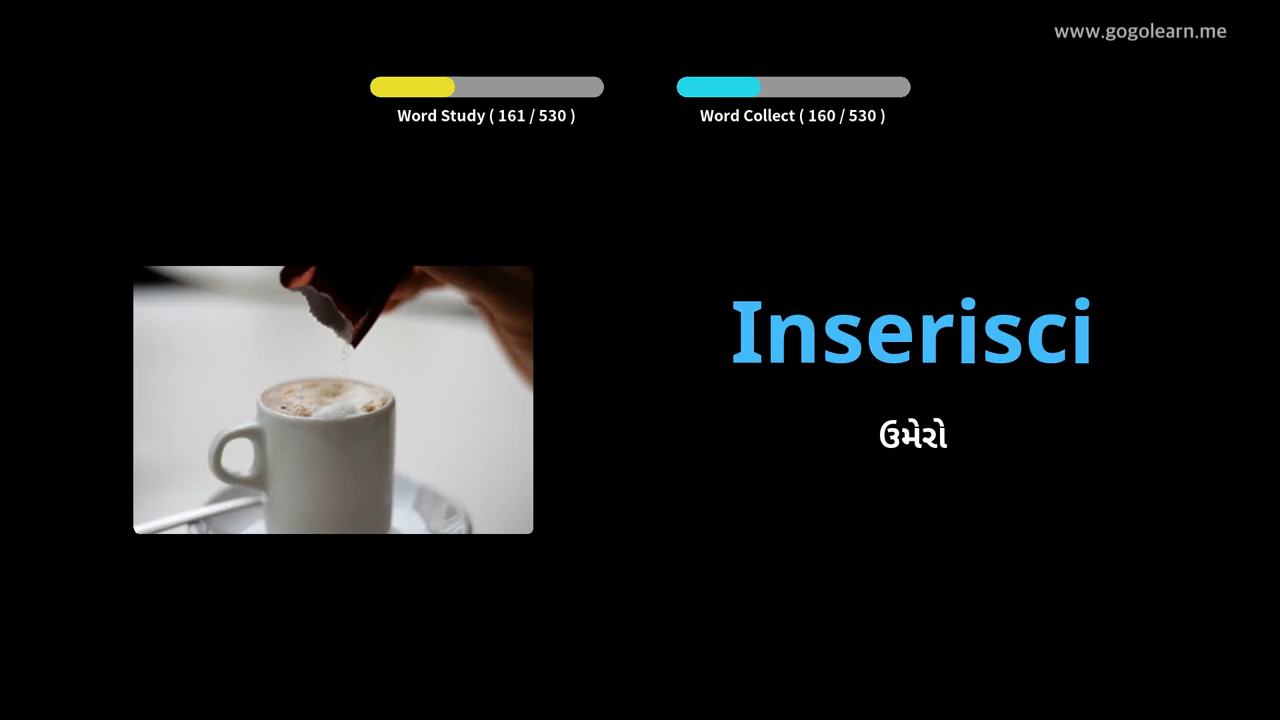 www.gogolearn.me
Word Study ( 161 / 530 )
Word Collect ( 160 / 530 )
Inserisci
ઉમેરો